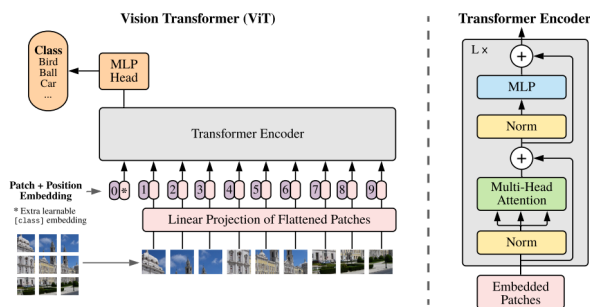 Vision Transformer (ViT)
Class
Bird
Ball
Car
...
MLP
Head
Transformer Encoder
Patch + Position
Embedding
0 * 1 2 3 4 5 6 7 8 9
* Extra learnable
[class] embedding
Linear Projection of Flattened Patches
Transformer Encoder
L ×
+
MLP
Norm
+
Multi-Head
Attention
Norm
Embedded
Patches